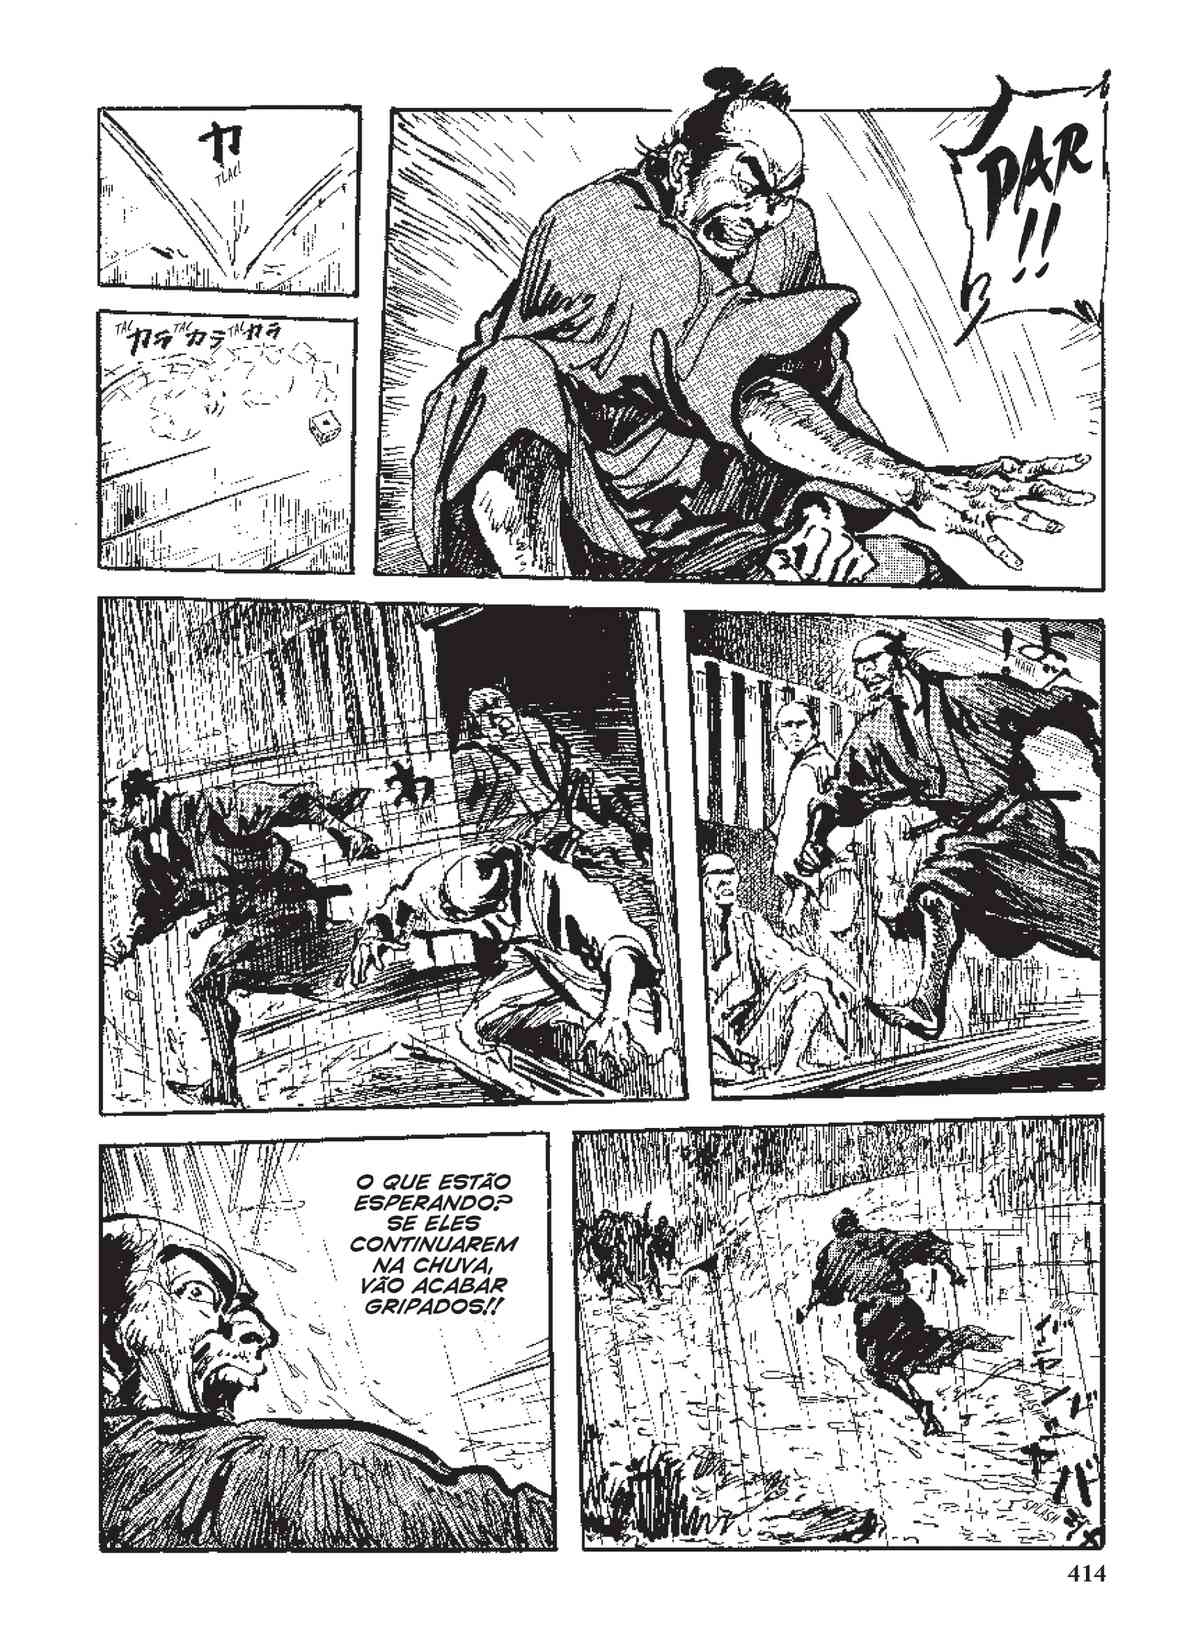 DAR
!!
カ
TLAK!
TAC TAC TAC
カラ カラ カラ
HAH!
AH!
SPLASH
SPLASH
SPLASH
O QUE ESTÃO
ESPERANDO?
SE ELES
CONTINUAREM
NA CHUVA,
VÃO ACABAR
GRIPADOS!!
414